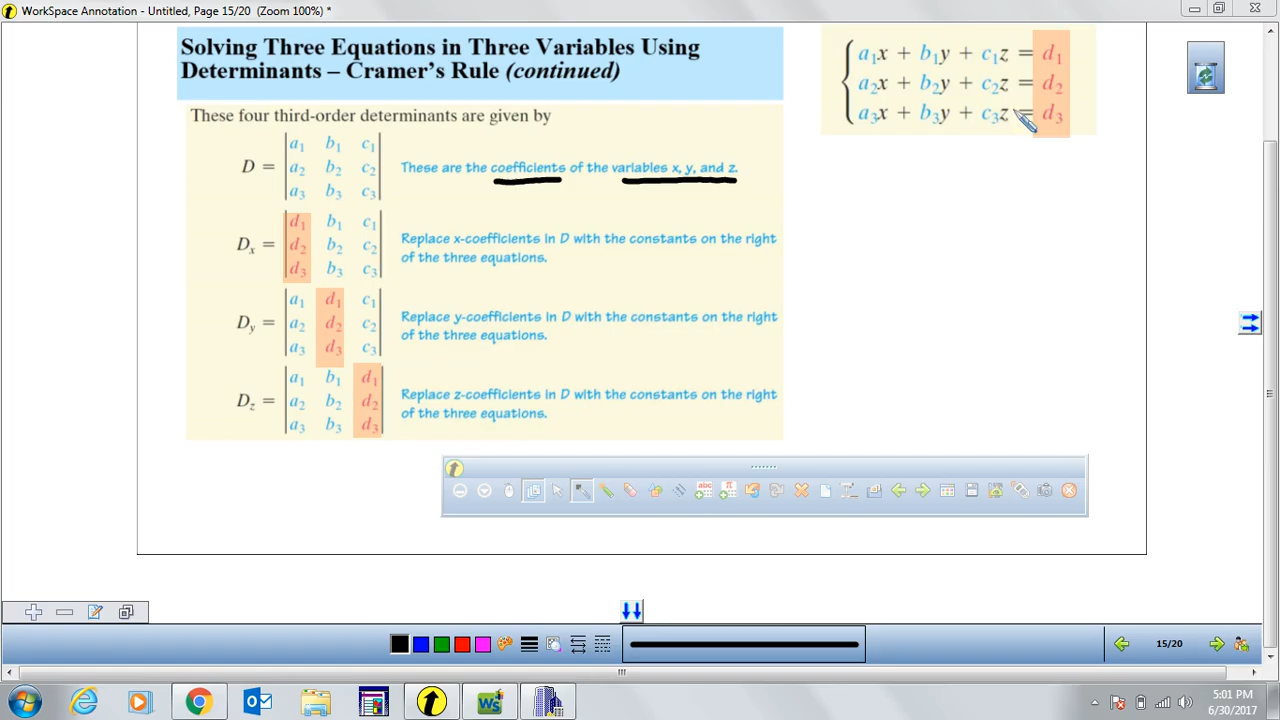 WorkSpace Annotation - Untitled, Page 15/20 (Zoom 100%) *
Solving Three Equations in Three Variables Using
Determinants – Cramer's Rule (continued)
a₁x + b₁y + c₁z = d₁
a₂x + b₂y + c₂z = d₂
a₃x + b₃y + c₃z = d₃
These four third-order determinants are given by
a₁ b₁ c₁
D = a₂ b₂ c₂ These are the coefficients of the variables x, y, and z.
a₃ b₃ c₃
d₁ b₁ c₁
Dₓ = d₂ b₂ c₂ Replace x-coefficients in D with the constants on the right
of the three equations.
d₃ b₃ c₃
a₁ d₁ c₁
D_y = a₂ d₂ c₂ Replace y-coefficients in D with the constants on the right
of the three equations.
a₃ d₃ c₃
a₁ b₁ d₁
D_z = a₂ b₂ d₂ Replace z-coefficients in D with the constants on the right
of the three equations.
a₃ b₃ d₃
abc
π
15/20
Ws
5:01 PM
6/30/2017